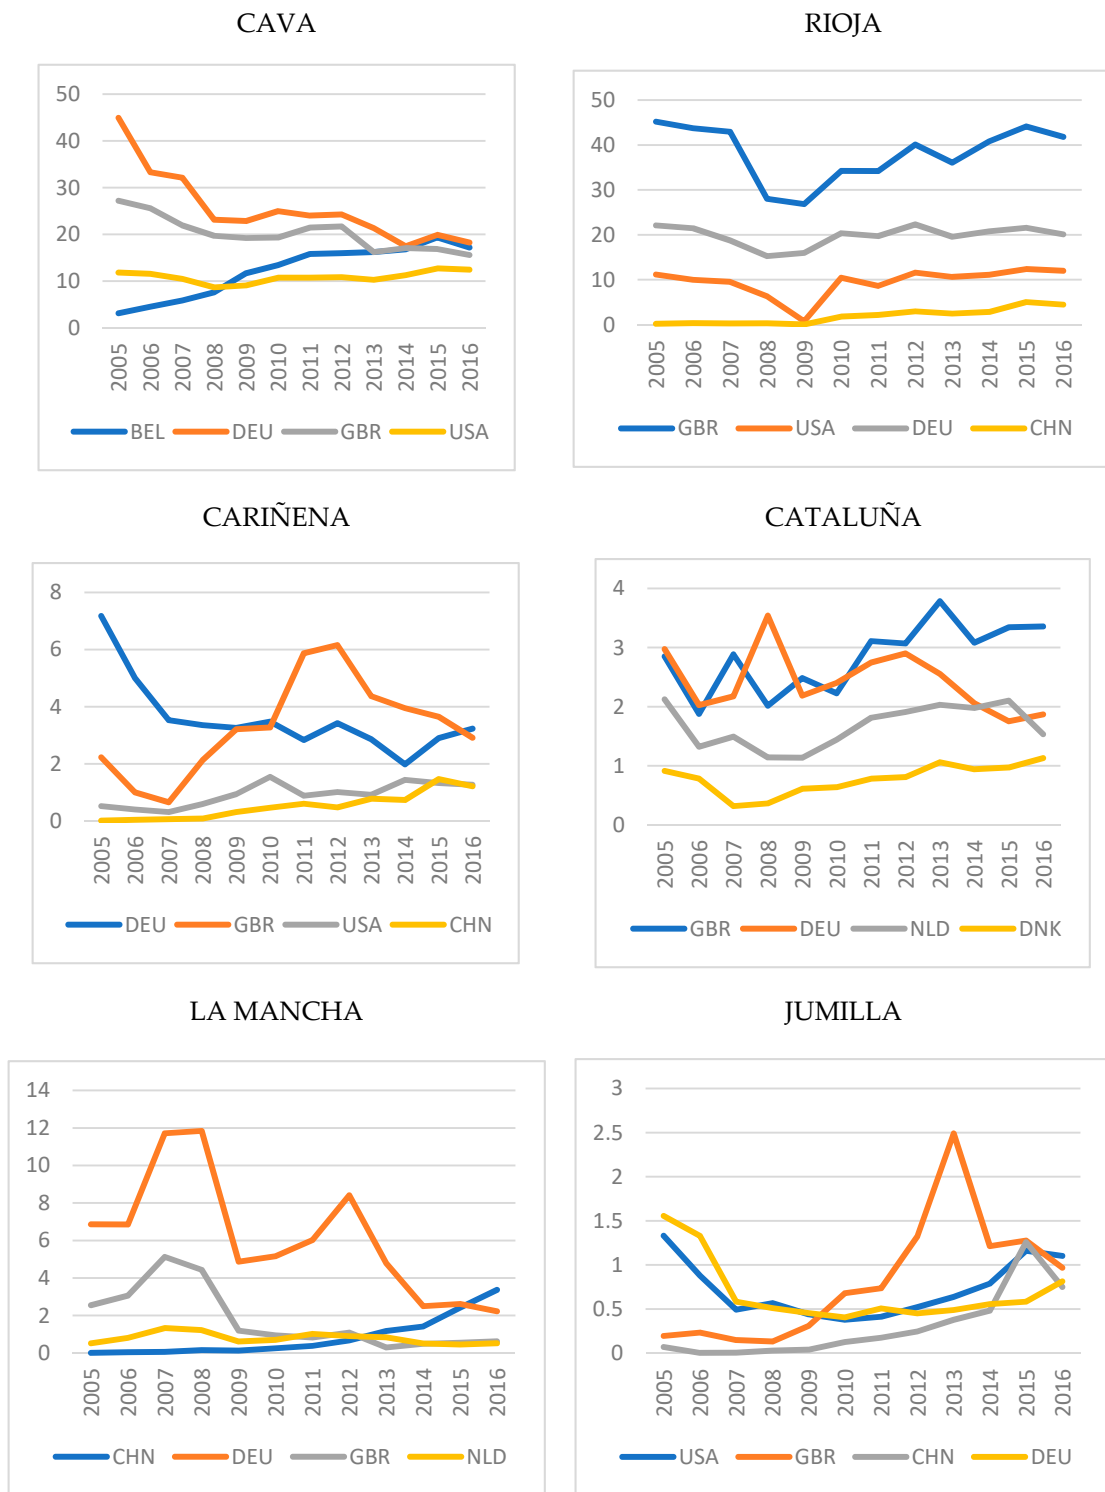 CAVA
50
40
30
20
10
0
2005 2006 2007 2008 2009 2010 2011 2012 2013 2014 2015 2016
BEL DEU GBR USA
RIOJA
50
40
30
20
10
0
2005 2006 2007 2008 2009 2010 2011 2012 2013 2014 2015 2016
GBR USA DEU CHN
CARIÑENA
8
6
4
2
0
2005 2006 2007 2008 2009 2010 2011 2012 2013 2014 2015 2016
DEU GBR USA CHN
CATALUÑA
4
3
2
1
0
2005 2006 2007 2008 2009 2010 2011 2012 2013 2014 2015 2016
GBR DEU NLD DNK
LA MANCHA
14
12
10
8
6
4
2
0
2005 2006 2007 2008 2009 2010 2011 2012 2013 2014 2015 2016
CHN DEU GBR NLD
JUMILLA
3
2.5
2
1.5
1
0.5
0
2005 2006 2007 2008 2009 2010 2011 2012 2013 2014 2015 2016
USA GBR CHN DEU